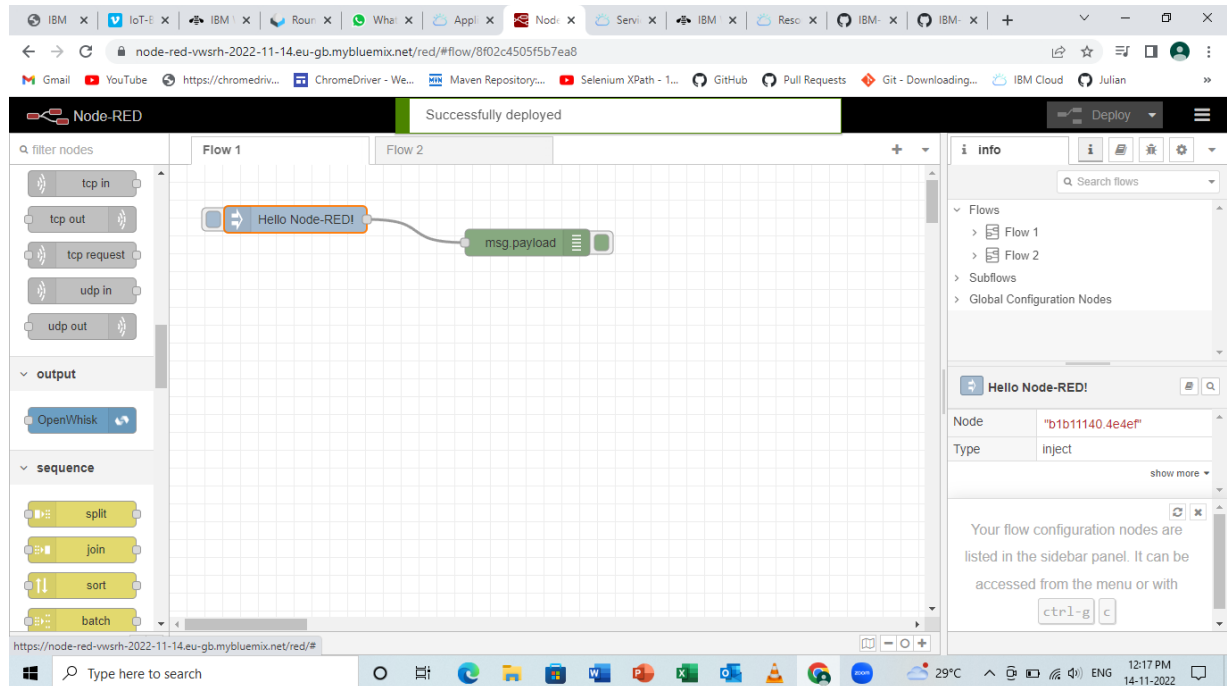 IBM IoT-E IBM \ Roun What Appli Node Servi IBM \ Reso IBM- IBM-
node-red-vwsrh-2022-11-14.eu-gb.mybluemix.net/red/#flow/8f02c4505f5b7ea8
Gmail YouTube https://chromedriv... ChromeDriver - We... Maven Repository:... Selenium XPath - 1... GitHub Pull Requests Git - Downloading... IBM Cloud Julian »
Node-RED Successfully deployed Deploy
filter nodes Flow 1 Flow 2 i info
tcp in Search flows
tcp out Hello Node-RED! Flows
Flow 1
tcp request msg.payload Flow 2
udp in Subflows
Global Configuration Nodes
udp out
output
Hello Node-RED!
OpenWhisk Node "b1b11140.4e4ef"
Type inject
sequence show more
split Your flow configuration nodes are
join listed in the sidebar panel. It can be
sort accessed from the menu or with
batch ctrl-g c
https://node-red-vwsrh-2022-11-14.eu-gb.mybluemix.net/red/#
Type here to search 29°C ENG 12:17 PM
14-11-2022